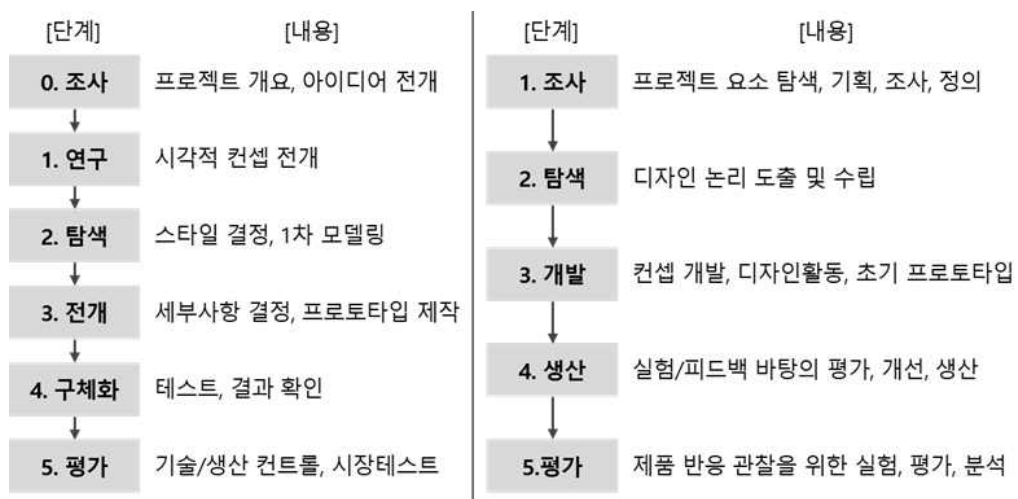 [단계] [내용]
0. 조사 프로젝트 개요, 아이디어 전개
1. 연구 시각적 컨셉 전개
2. 탐색 스타일 결정, 1차 모델링
3. 전개 세부사항 결정, 프로토타입 제작
4. 구체화 테스트, 결과 확인
5. 평가 기술/생산 컨트롤, 시장테스트
[단계] [내용]
1. 조사 프로젝트 요소 탐색, 기획, 조사, 정의
2. 탐색 디자인 논리 도출 및 수립
3. 개발 컨셉 개발, 디자인활동, 초기 프로토타입
4. 생산 실험/피드백 바탕의 평가, 개선, 생산
5.평가 제품 반응 관찰을 위한 실험, 평가, 분석